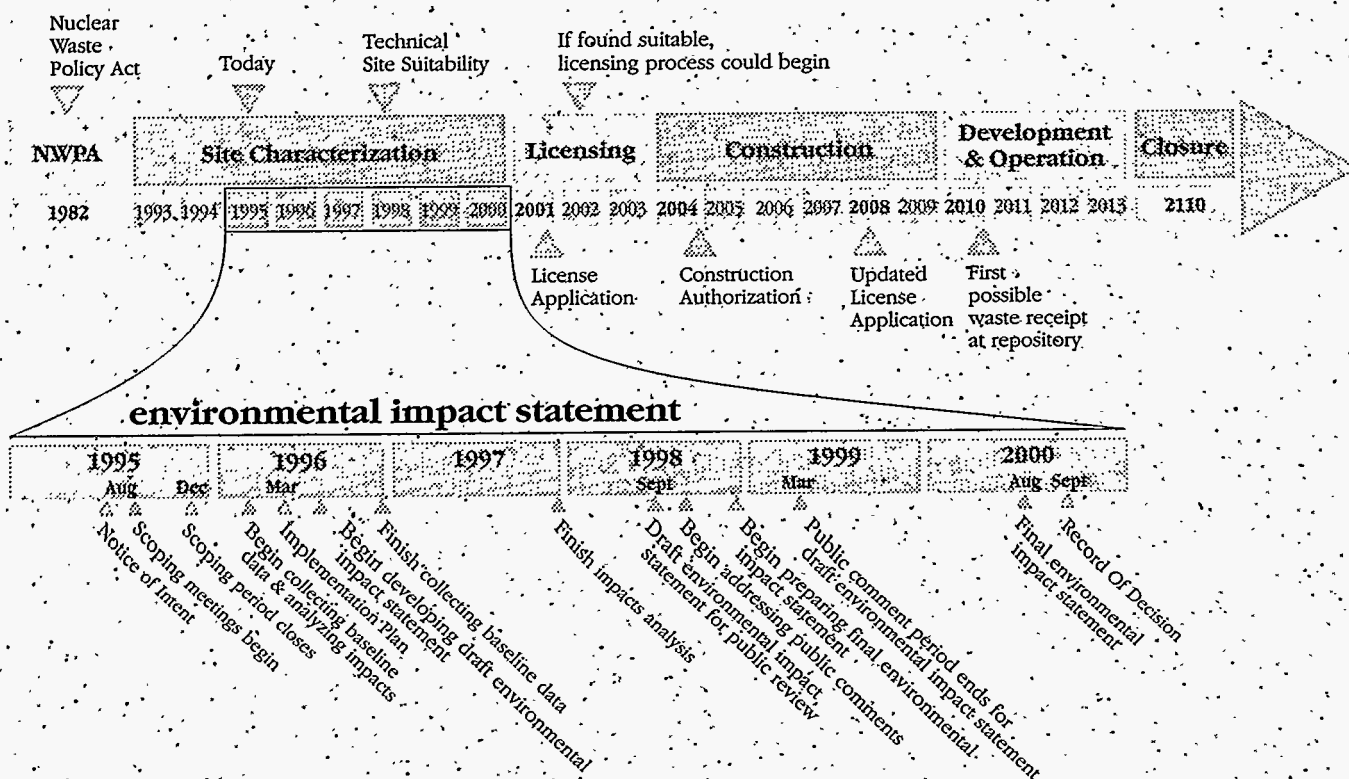 Nuclear
Waste
Policy Act
Today
Technical
Site Suitability
If found suitable,
licensing process could begin
NWPA
Site Characterization
Licensing
Construction
Development
& Operation
Closure
1982
1993 1994 1995 1996 1997 1998 1999 2000 2001 2002 2003 2004 2005 2006 2007 2008 2009 2010 2011 2012 2013 2110
License
Application
Construction
Authorization
Updated
License
Application
First
possible
waste receipt
at repository
environmental impact statement
1995 1996 1997 1998 1999 2000
Aug Dec Mar Sept Mar Aug Sept
Notice of Intent
Scoping meetings begin
Scoping period closes
Begin collecting baseline
data & analyzing impacts
Implementation Plan
Begin developing draft environmental
impact statement
Finish collecting baseline data
Finish impacts analysis
Draft environmental impact
statement for public review
Begin addressing public comments
Begin preparing final environmental
impact statement
Public comment period ends for
draft environmental impact statement
Final environmental
impact statement
Record Of Decision